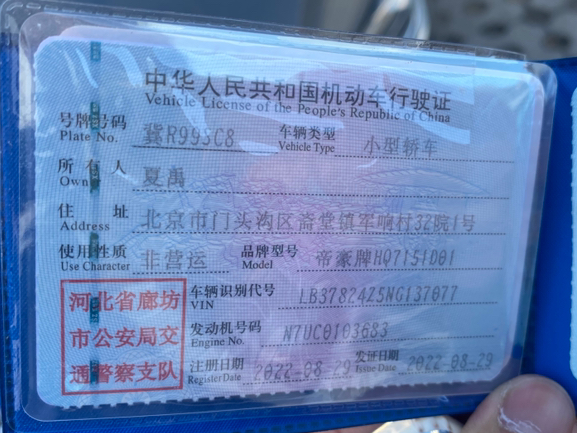 中华人民共和国机动车行驶证
Vehicle License of the People's Republic of China
号牌号码 冀R995C8 车辆类型 小型轿车
Plate No. Vehicle Type
所有人 夏禹
Owner
住址 北京市门头沟区斋堂镇军响村32院1号
Address
使用性质 非营运 品牌型号 帝豪牌HQ7151001
Use Character Model
河北省廊坊
市公安局交
通警察支队
车辆识别代号 LB37824Z5NG137077
VIN
发动机号码 N7UC0103683
Engine No.
注册日期 2022-08-29 发证日期 2022-08-29
Register Date Issue Date